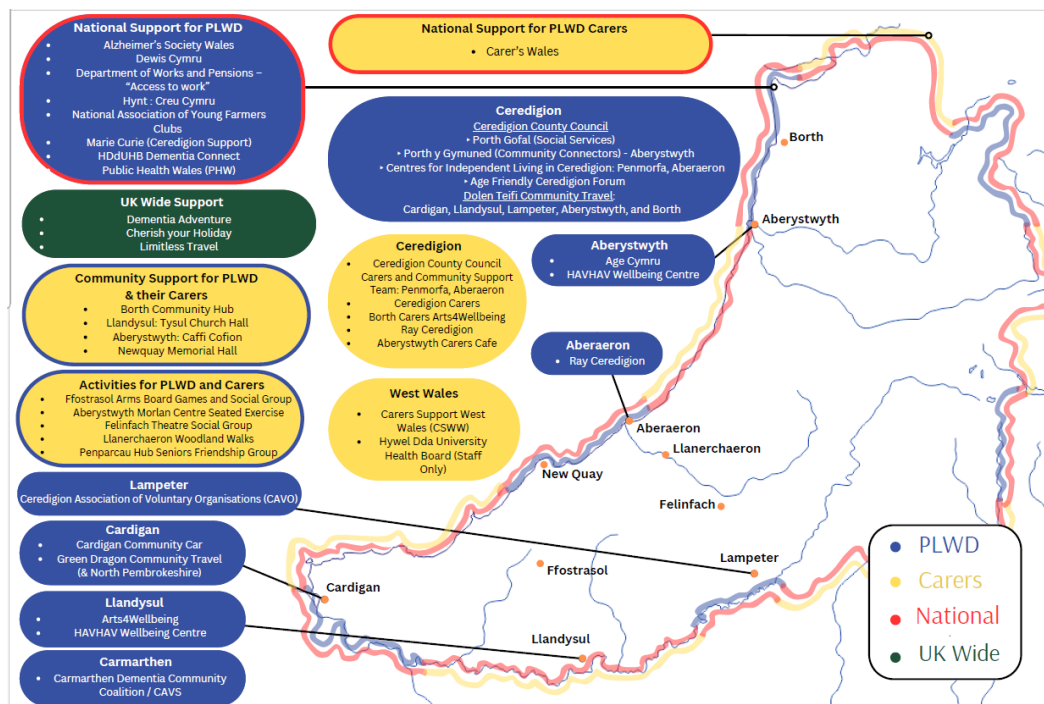 National Support for PLWD
Alzheimer's Society Wales
Dewis Cymru
Department of Works and Pensions –
"Access to work"
Hynt : Creu Cymru
National Association of Young Farmers
Clubs
Marie Curie (Ceredigion Support)
HDdUHB Dementia Connect
Public Health Wales (PHW)
National Support for PLWD Carers
Carer's Wales
Ceredigion
Ceredigion County Council
Porth Gofal (Social Services)
Porth y Gymuned (Community Connectors) - Aberystwyth
Centres for Independent Living in Ceredigion: Penmorfa, Aberaeron
Age Friendly Ceredigion Forum
Dolen Teifi Community Travel:
Cardigan, Llandysul, Lampeter, Aberystwyth, and Borth
UK Wide Support
Dementia Adventure
Cherish your Holiday
Limitless Travel
Ceredigion
Ceredigion County Council
Carers and Community Support
Team: Penmorfa, Aberaeron
Ceredigion Carers
Borth Carers Arts4Wellbeing
Ray Ceredigion
Aberystwyth Carers Cafe
Aberystwyth
Age Cymru
HAVHAV Wellbeing Centre
Community Support for PLWD
& their Carers
Borth Community Hub
Llandysul: Tysul Church Hall
Aberystwyth: Caffi Cofion
Newquay Memorial Hall
Aberaeron
Ray Ceredigion
Activities for PLWD and Carers
Ffostrasol Arms Board Games and Social Group
Aberystwyth Morlan Centre Seated Exercise
Felinfach Theatre Social Group
Llanerchaeron Woodland Walks
Penparcau Hub Seniors Friendship Group
West Wales
Carers Support West
Wales (CSWW)
Hywel Dda University
Health Board (Staff
Only)
Lampeter
Ceredigion Association of Voluntary Organisations (CAVO)
Cardigan
Cardigan Community Car
Green Dragon Community Travel
(& North Pembrokeshire)
Llandysul
Arts4Wellbeing
HAVHAV Wellbeing Centre
Carmarthen
Carmarthen Dementia Community
Coalition / CAVS
Borth
Aberystwyth
Aberaeron
Llanerchaeron
New Quay
Felinfach
Lampeter
Ffostrasol
Cardigan
Llandysul
PLWD
Carers
National
UK Wide